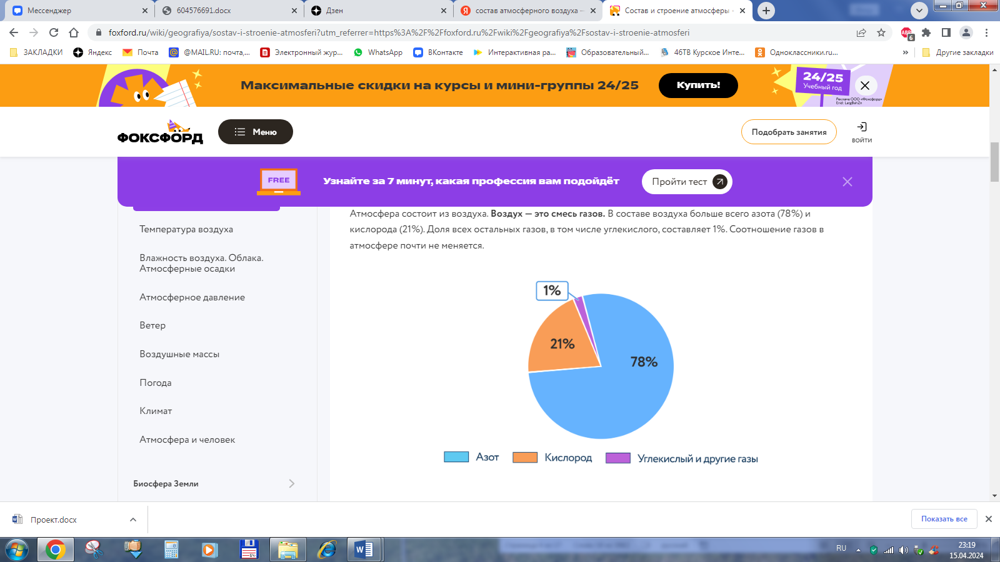 Мессенджер
604576691.docx
Дзен
состав атмосферного воздуха —
Состав и строение атмосферы
foxford.ru/wiki/geografiya/sostav-i-stroenie-atmosferi?utm_referrer=https%3A%2F%2Ffoxford.ru%2Fwiki%2Fgeografiya%2Fsostav-i-stroenie-atmosferi
ABP
6
ЗАКЛАДКИ
Яндекс
Почта
@MAIL.RU: почта,...
Электронный жур...
WhatsApp
ВКонтакте
Интерактивная ра...
Образовательный...
46ТВ Курское Инте...
Одноклассники.ru...
»
Другие закладки
Максимальные скидки на курсы и мини-группы 24/25
Купить!
24/25
Учебный год
Реклама ООО «Фоксфорд»
ФОКСФОРД
Меню
Подобрать занятия
войти
FREE
Узнайте за 7 минут, какая профессия вам подойдёт
Пройти тест
Температура воздуха
Влажность воздуха. Облака.
Атмосферные осадки
Атмосферное давление
Ветер
Воздушные массы
Погода
Климат
Атмосфера и человек
Биосфера Земли
Атмосфера состоит из воздуха. Воздух — это смесь газов. В составе воздуха больше всего азота (78%) и
кислорода (21%). Доля всех остальных газов, в том числе углекислого, составляет 1%. Соотношение газов в
атмосфере почти не меняется.
1%
21%
78%
Азот
Кислород
Углекислый и другие газы
Проект.docx
Показать все
RU
23:19
15.04.2024